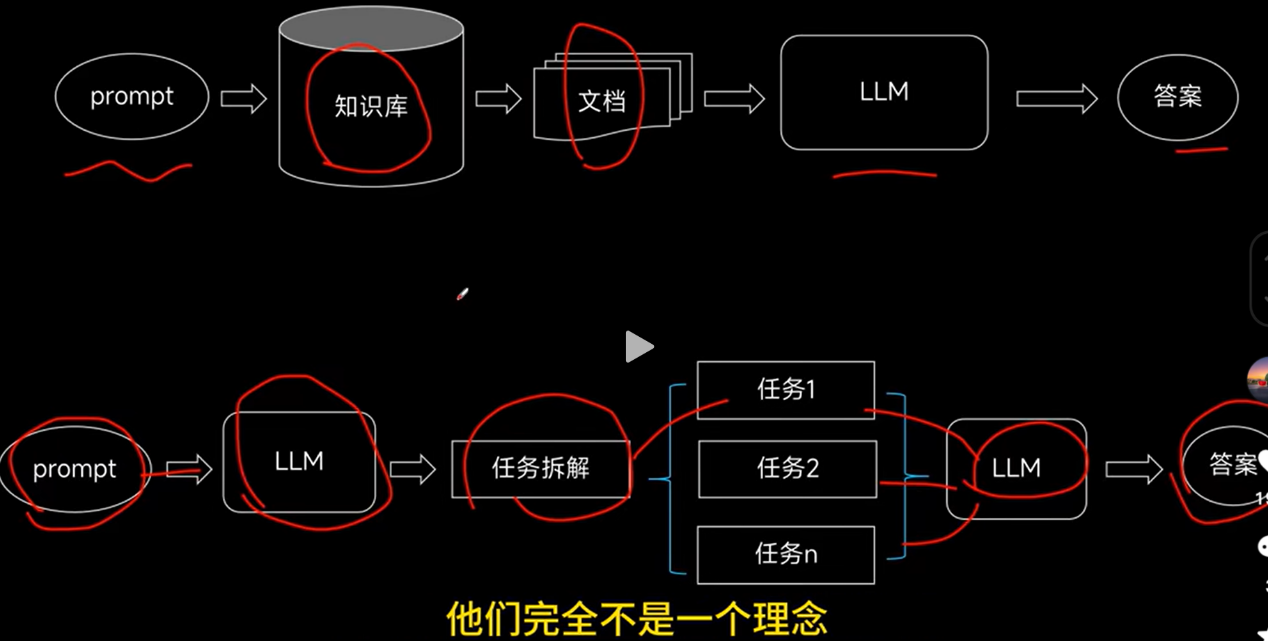 prompt
知识库
文档
LLM
答案
prompt
LLM
任务拆解
任务1
任务2
任务n
LLM
答案
他们完全不是一个理念